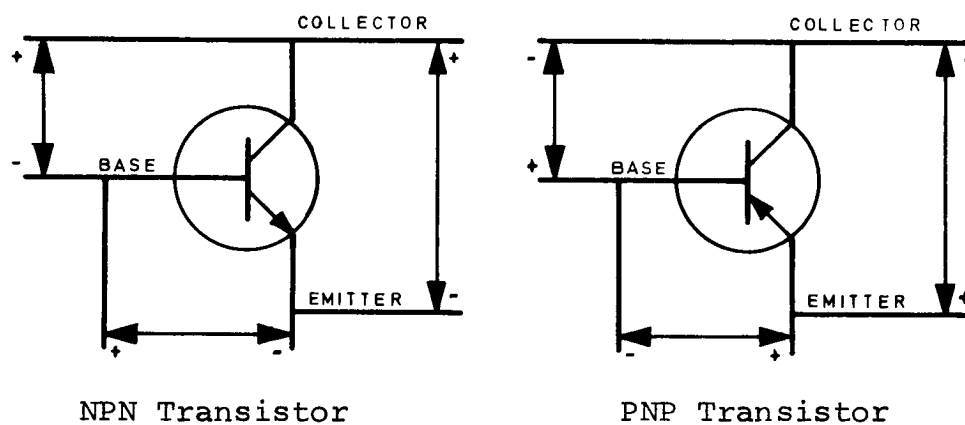 COLLECTOR COLLECTOR
+ + - -
- BASE + BASE
EMITTER - EMITTER +
+ - - +
NPN Transistor PNP Transistor